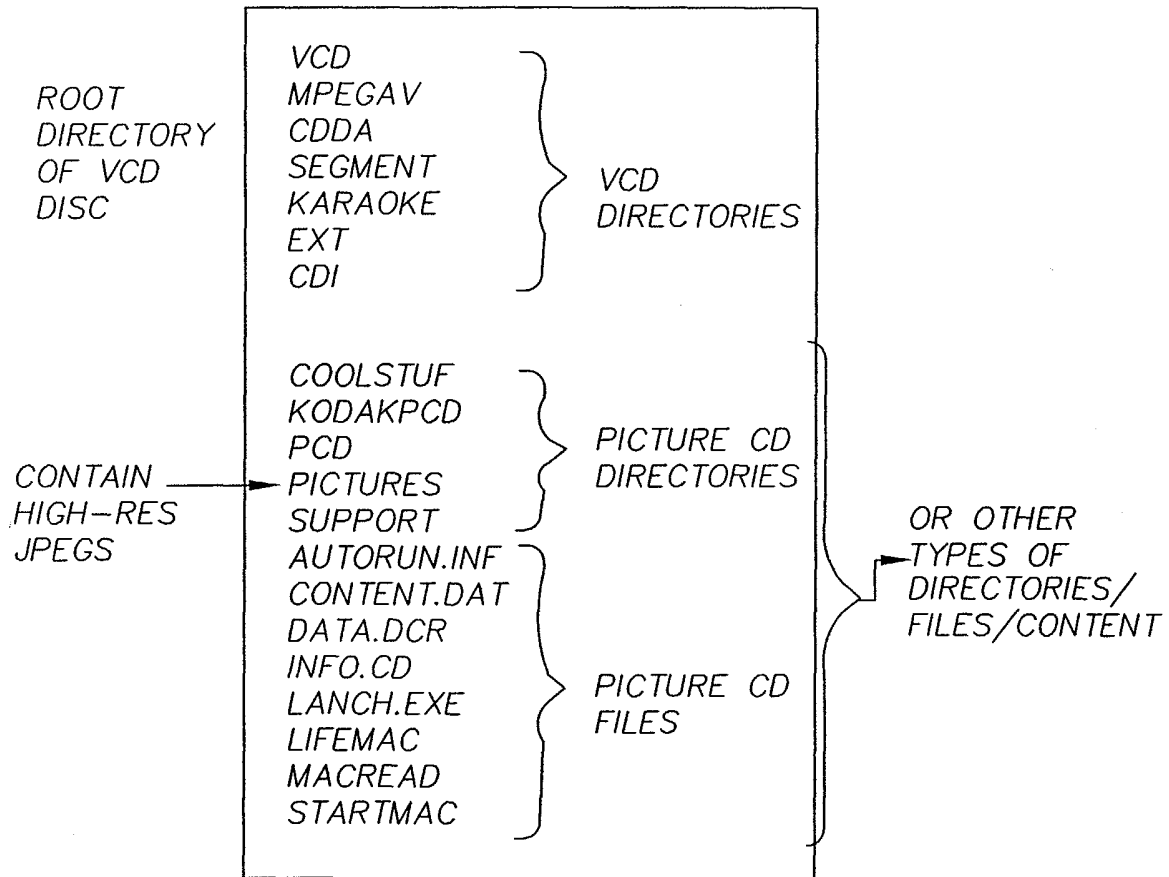 ROOT
DIRECTORY
OF VCD
DISC
VCD
MPEGAV
CDDA
SEGMENT
KARAOKE
EXT
CDI
VCD
DIRECTORIES
CONTAIN
HIGH-RES
JPEGS
COOLSTUF
KODAKPCD
PCD
PICTURES
SUPPORT
PICTURE CD
DIRECTORIES
AUTORUN.INF
CONTENT.DAT
DATA.DCR
INFO.CD
LANCH.EXE
LIFEMAC
MACREAD
STARTMAC
PICTURE CD
FILES
OR OTHER
TYPES OF
DIRECTORIES/
FILES/CONTENT